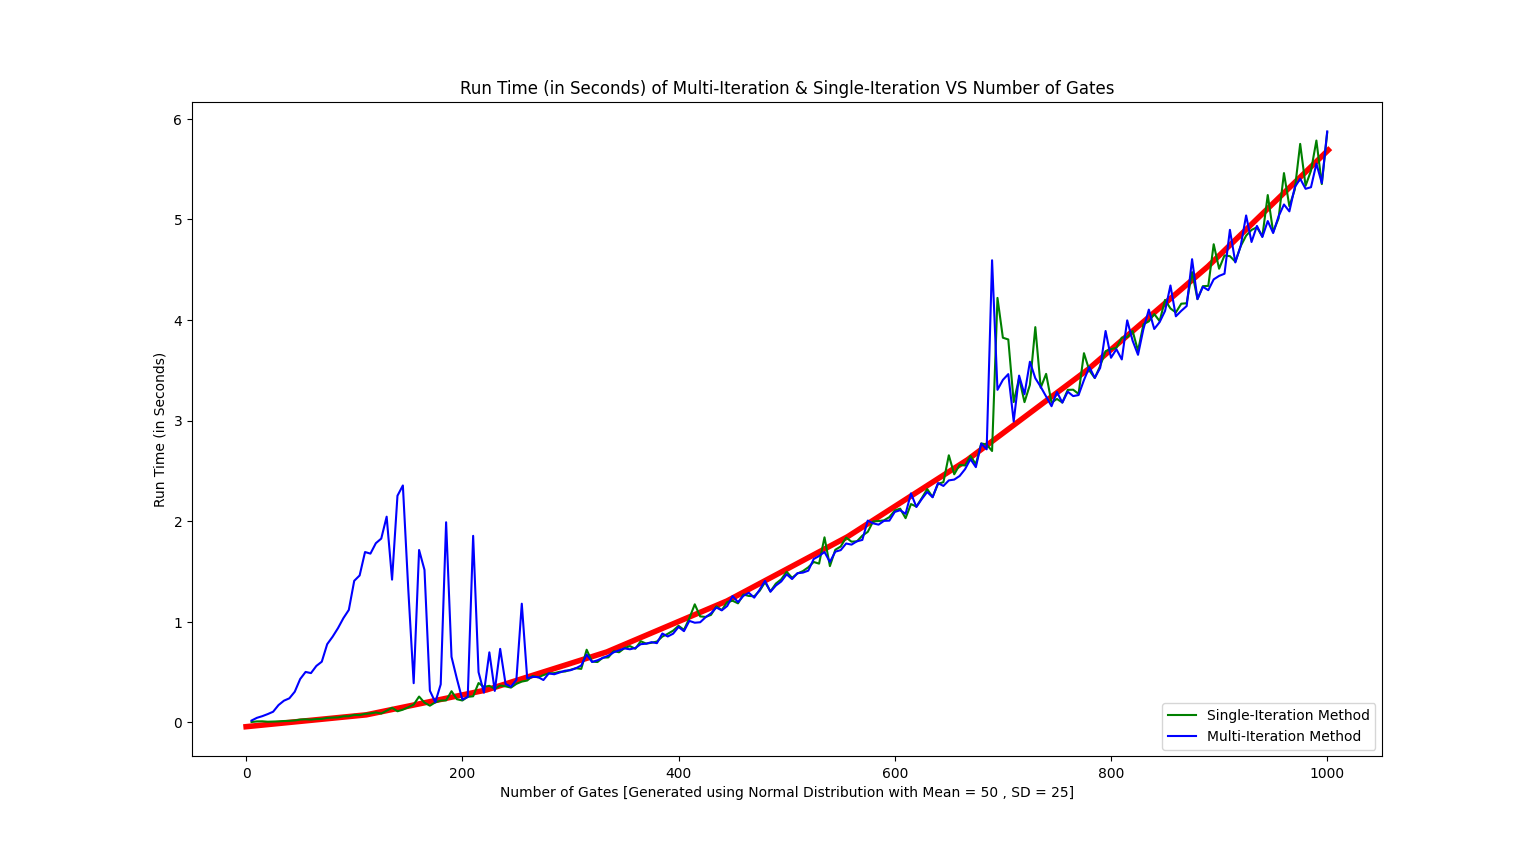 Run Time (in Seconds) of Multi-Iteration & Single-Iteration VS Number of Gates
6
5
4
3
2
1
0
Run Time (in Seconds)
0 200 400 600 800 1000
Number of Gates [Generated using Normal Distribution with Mean = 50 , SD = 25]
Single-Iteration Method
Multi-Iteration Method